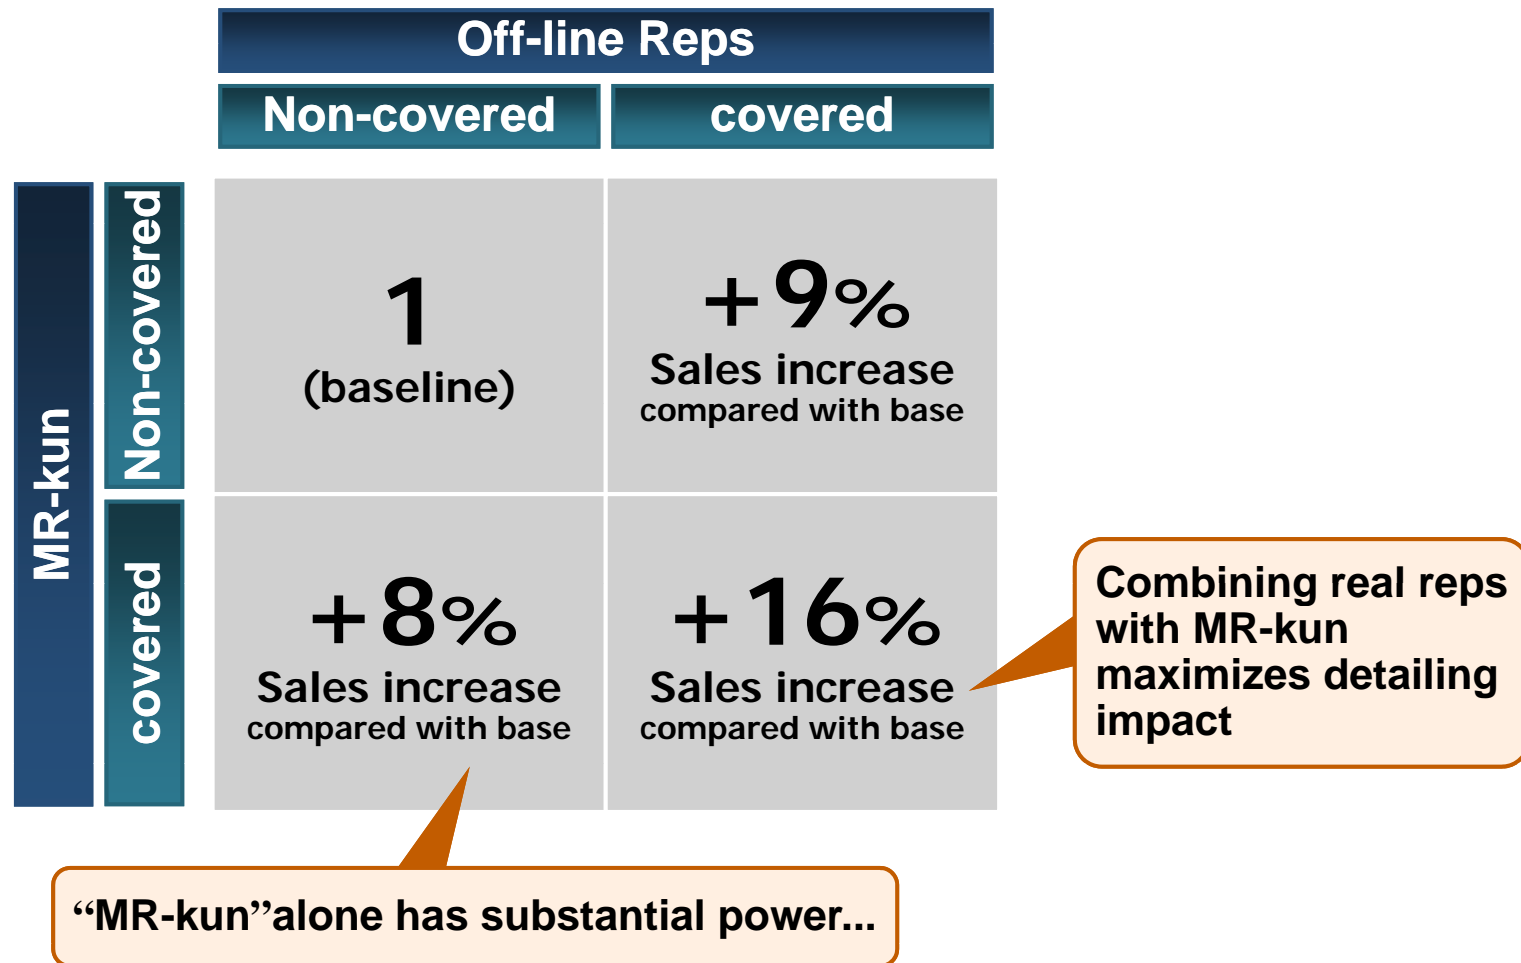 Off-line Reps
Non-covered
covered
MR-kun
Non-covered
1
(baseline)
+9%
Sales increase
compared with base
covered
+8%
Sales increase
compared with base
+16%
Sales increase
compared with base
Combining real reps
with MR-kun
maximizes detailing
impact
“MR-kun”alone has substantial power...